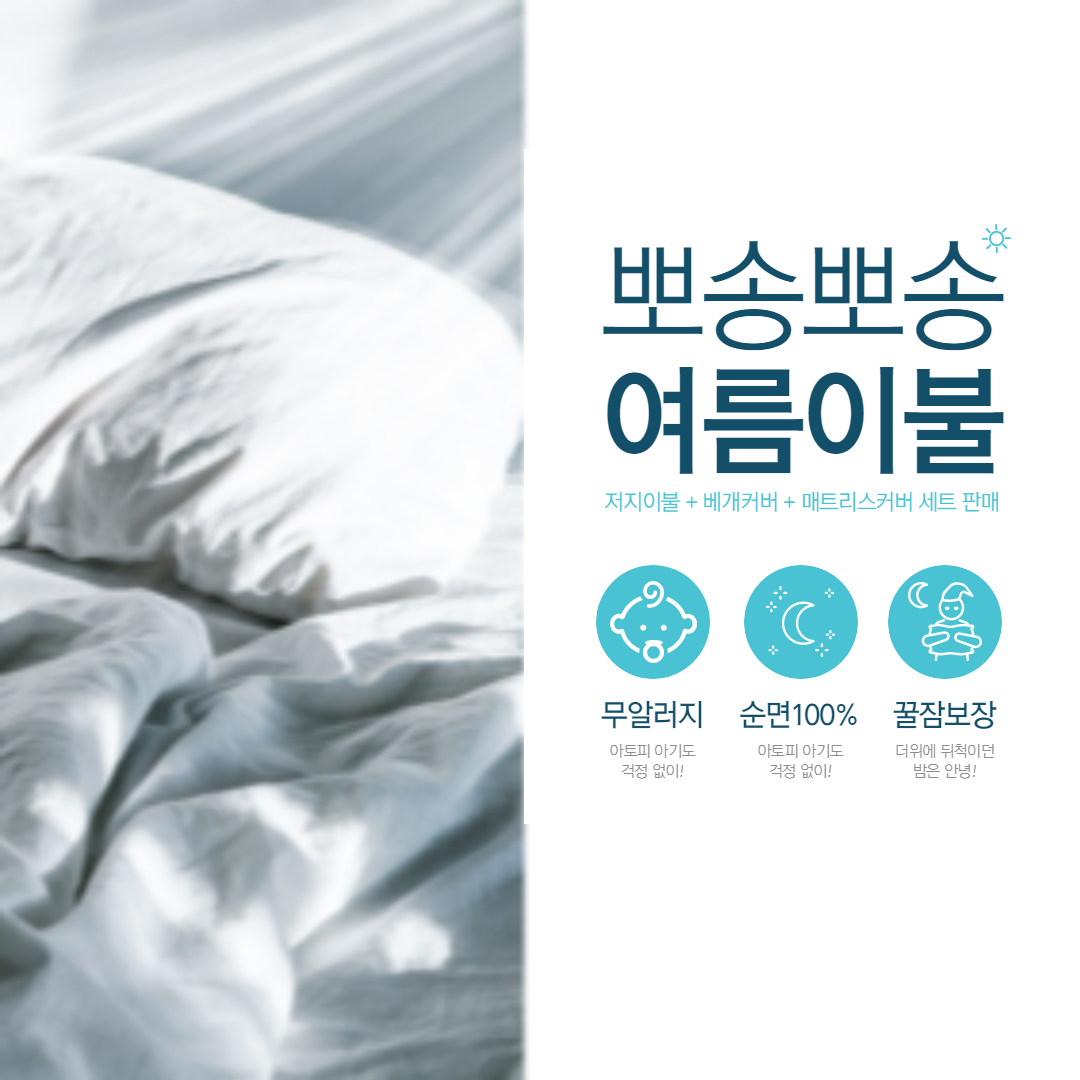 뽀송뽀송
여름이불
저지이불 + 베개커버 + 매트리스커버 세트 판매
무알러지
순면100%
꿀잠보장
아토피 아기도
걱정 없이!
아토피 아기도
걱정 없이!
더위에 뒤척이던
밤은 안녕!